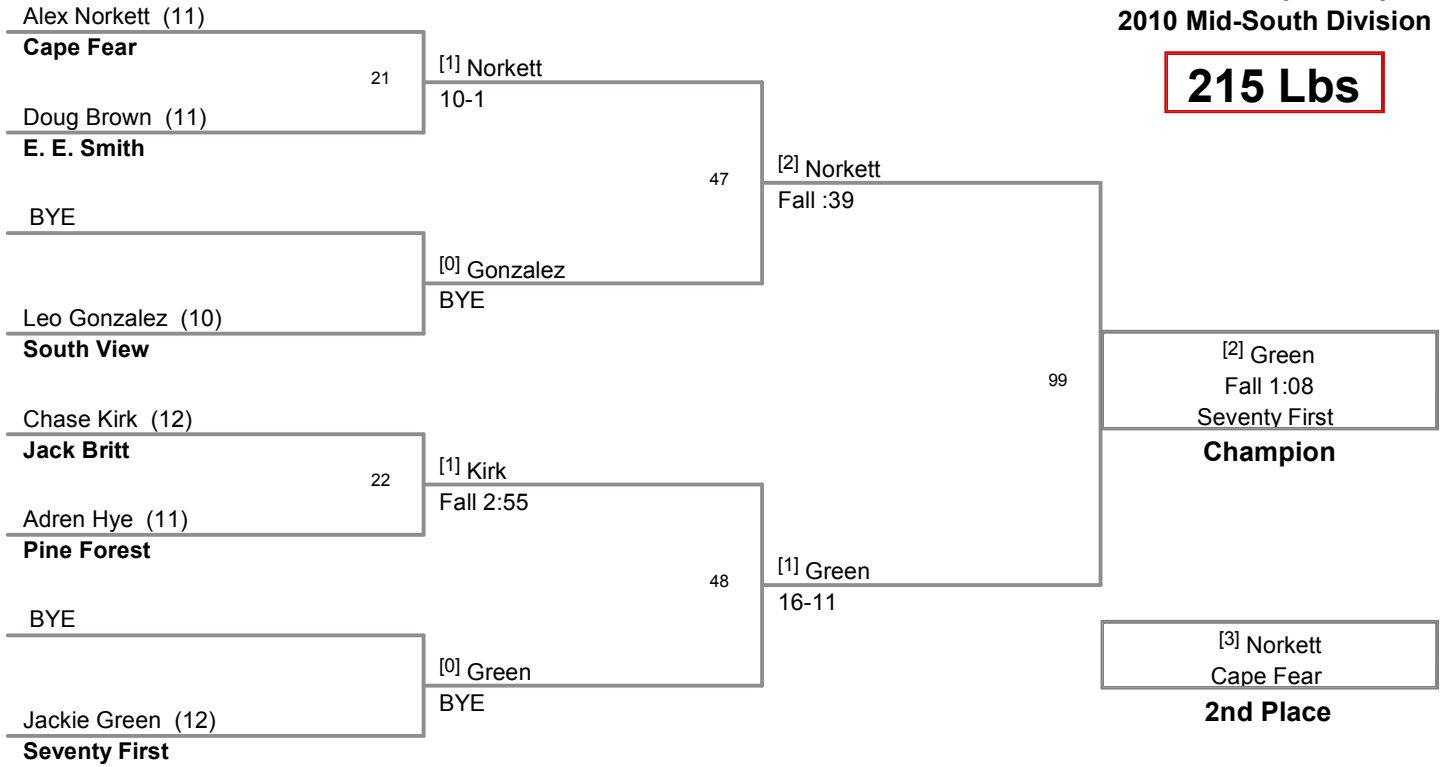 2010 Mid-South Division
215 Lbs
Alex Norkett (11)
Cape Fear
21
Doug Brown (11)
E. E. Smith
[1] Norkett
10-1
BYE
Leo Gonzalez (10)
South View
[0] Gonzalez
BYE
47
[2] Norkett
Fall :39
Chase Kirk (12)
Jack Britt
22
Adren Hye (11)
Pine Forest
[1] Kirk
Fall 2:55
BYE
Jackie Green (12)
Seventy First
[0] Green
BYE
48
[1] Green
16-11
99
[2] Green
Fall 1:08
Seventy First
Champion
[3] Norkett
Cape Fear
2nd Place